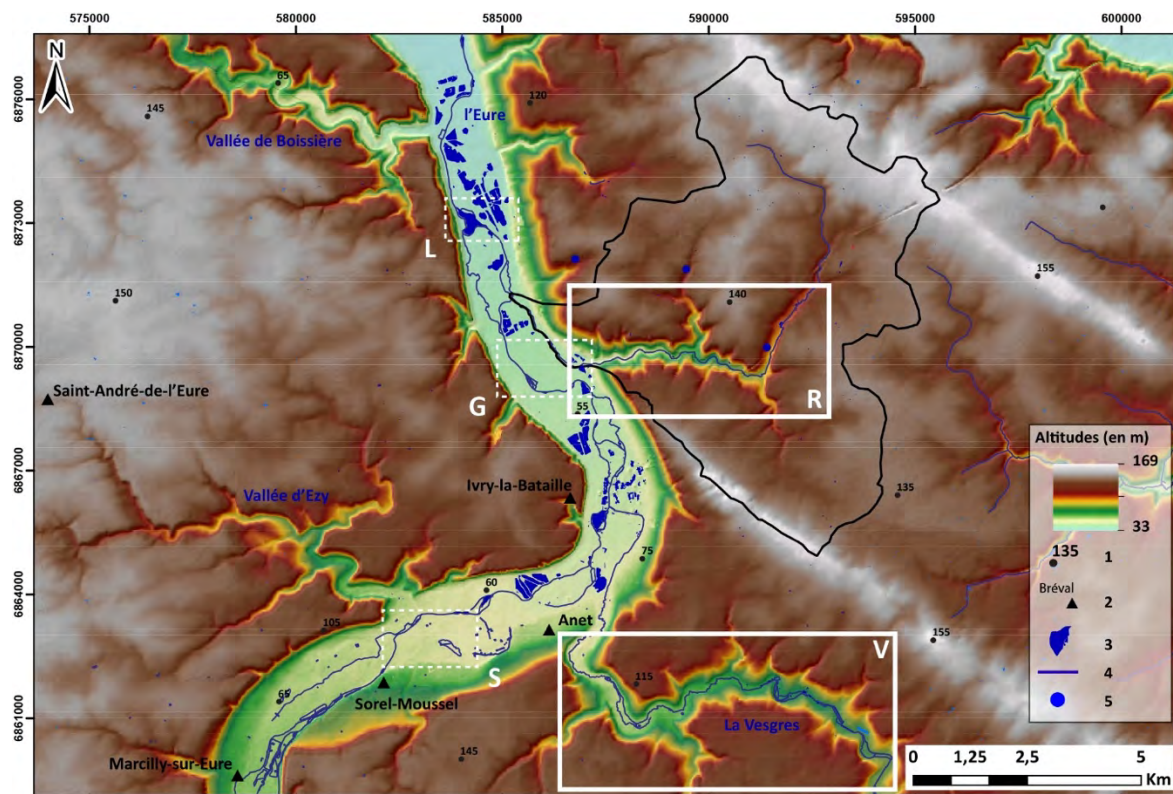 575000 580000 585000 590000 595000 600000
N
6876000
6873000
6870000
6867000
6864000
6861000
65
145
120
l'Eure
Vallée de Boissière
L
155
150
140
Saint-André-de-l'Eure
G
55
R
Ivry-la-Bataille
Vallée d'Ezy
135
75
60
105
Anet
155
V
S
115
65
Sorel-Moussel
La Vesgres
145
Marcilly-sur-Eure
Altitudes (en m)
169
33
135 1
Bréval 2
3
4
5
0 1,25 2,5 5
Km